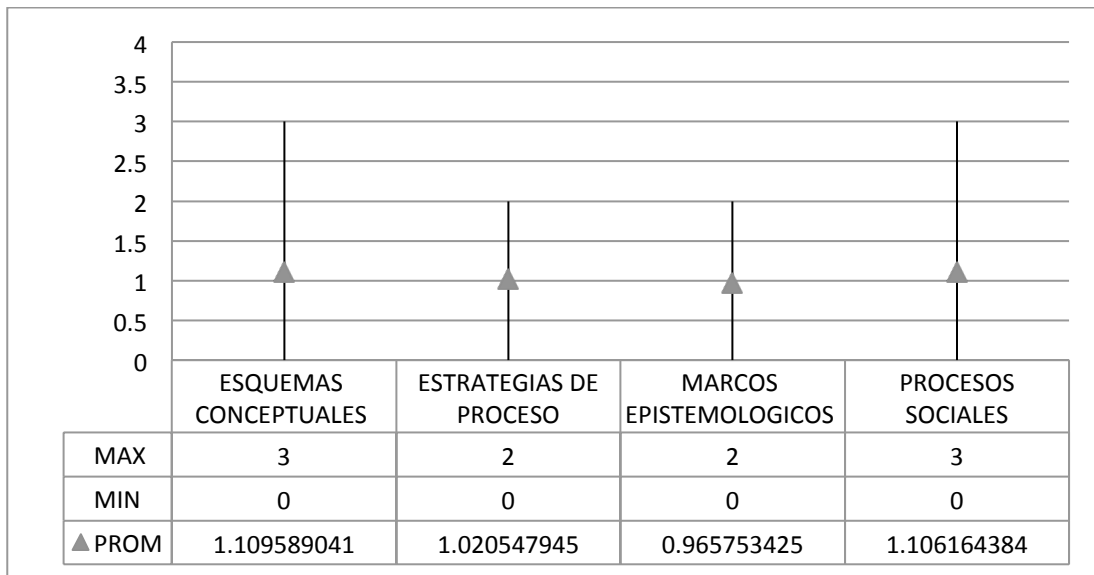 4
3.5
3
2.5
2
1.5
1
0.5
0
ESQUEMAS CONCEPTUALES
ESTRATEGIAS DE PROCESO
MARCOS EPISTEMOLOGICOS
PROCESOS SOCIALES
MAX 3 2 2 3
MIN 0 0 0 0
PROM 1.109589041 1.020547945 0.965753425 1.106164384